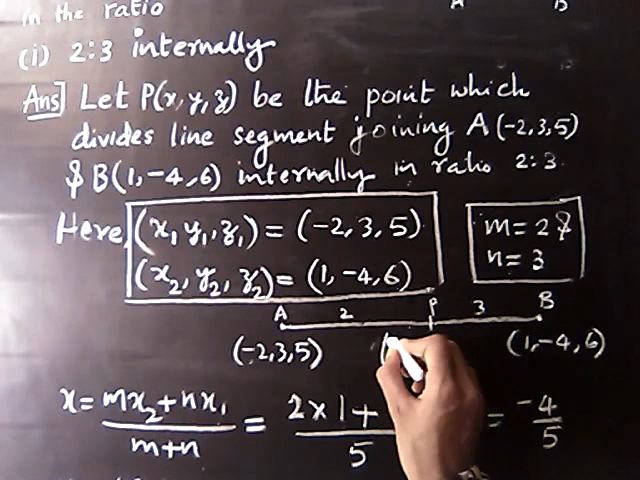 in the ratio A B
(i) 2:3 internally
Ans] Let P(x, y, z) be the point which
divides line segment joining A(-2, 3, 5)
& B(1, -4, 6) internally in ratio 2:3.
Here, (x₁, y₁, z₁) = (-2, 3, 5) m = 2 &
(x₂, y₂, z₂) = (1, -4, 6) n = 3
A 2 P 3 B
(-2, 3, 5) ( (1, -4, 6)
x = mx₂ + nx₁ / m+n = 2 × 1 + / 5 = -4 / 5